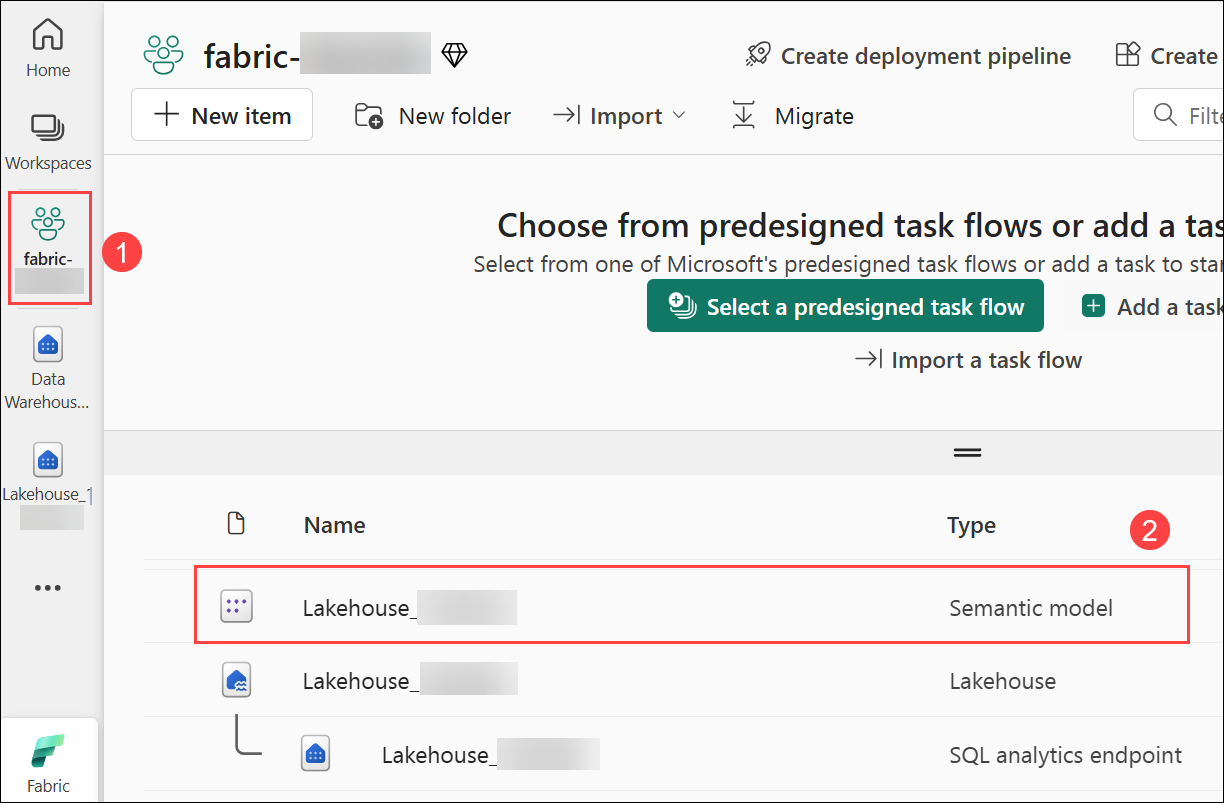 Home
Workspaces
fabric-
Data
Warehous...
Lakehouse_1
Fabric
fabric-
Create deployment pipeline
Create
New item
New folder
Import
Migrate
Filte
Choose from predesigned task flows or add a tas
Select from one of Microsoft's predesigned task flows or add a task to star
Select a predesigned task flow
Add a task
Import a task flow
1
2
Name
Type
Lakehouse_
Semantic model
Lakehouse_
Lakehouse
Lakehouse_
SQL analytics endpoint